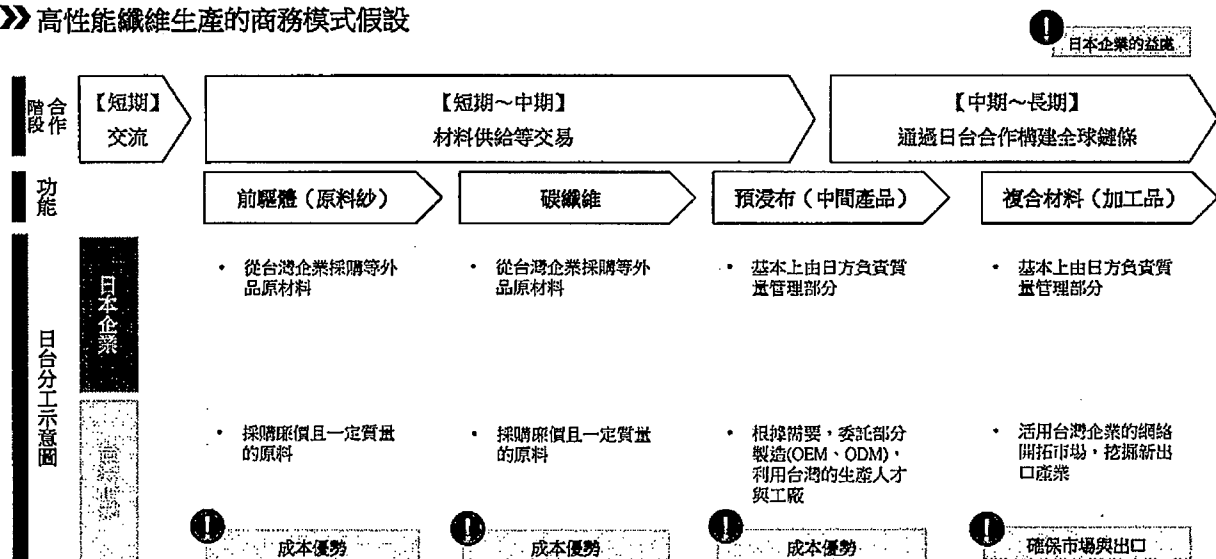 高性能纖維生產的商務模式假設
日本企業的益處
合作
階段
【短期】
交流
【短期～中期】
材料供給等交易
【中期～長期】
通過日台合作構建全球鏈條
功能
前驅體（原料紗）
碳纖維
預浸布（中間產品）
複合材料（加工品）
日台分工示意圖
日本企業
• 從台灣企業採購等外
品原材料
• 從台灣企業採購等外
品原材料
• 基本上由日方負責質
量管理部分
• 基本上由日方負責質
量管理部分
• 採購廉價且一定質量
的原料
• 採購廉價且一定質量
的原料
• 根據需要，委託部分
製造(OEM、ODM)，
利用台灣的生產人才
與工廠
• 活用台灣企業的網絡
開拓市場，挖掘新出
口產業
成本優勢
成本優勢
成本優勢
確保市場與出口